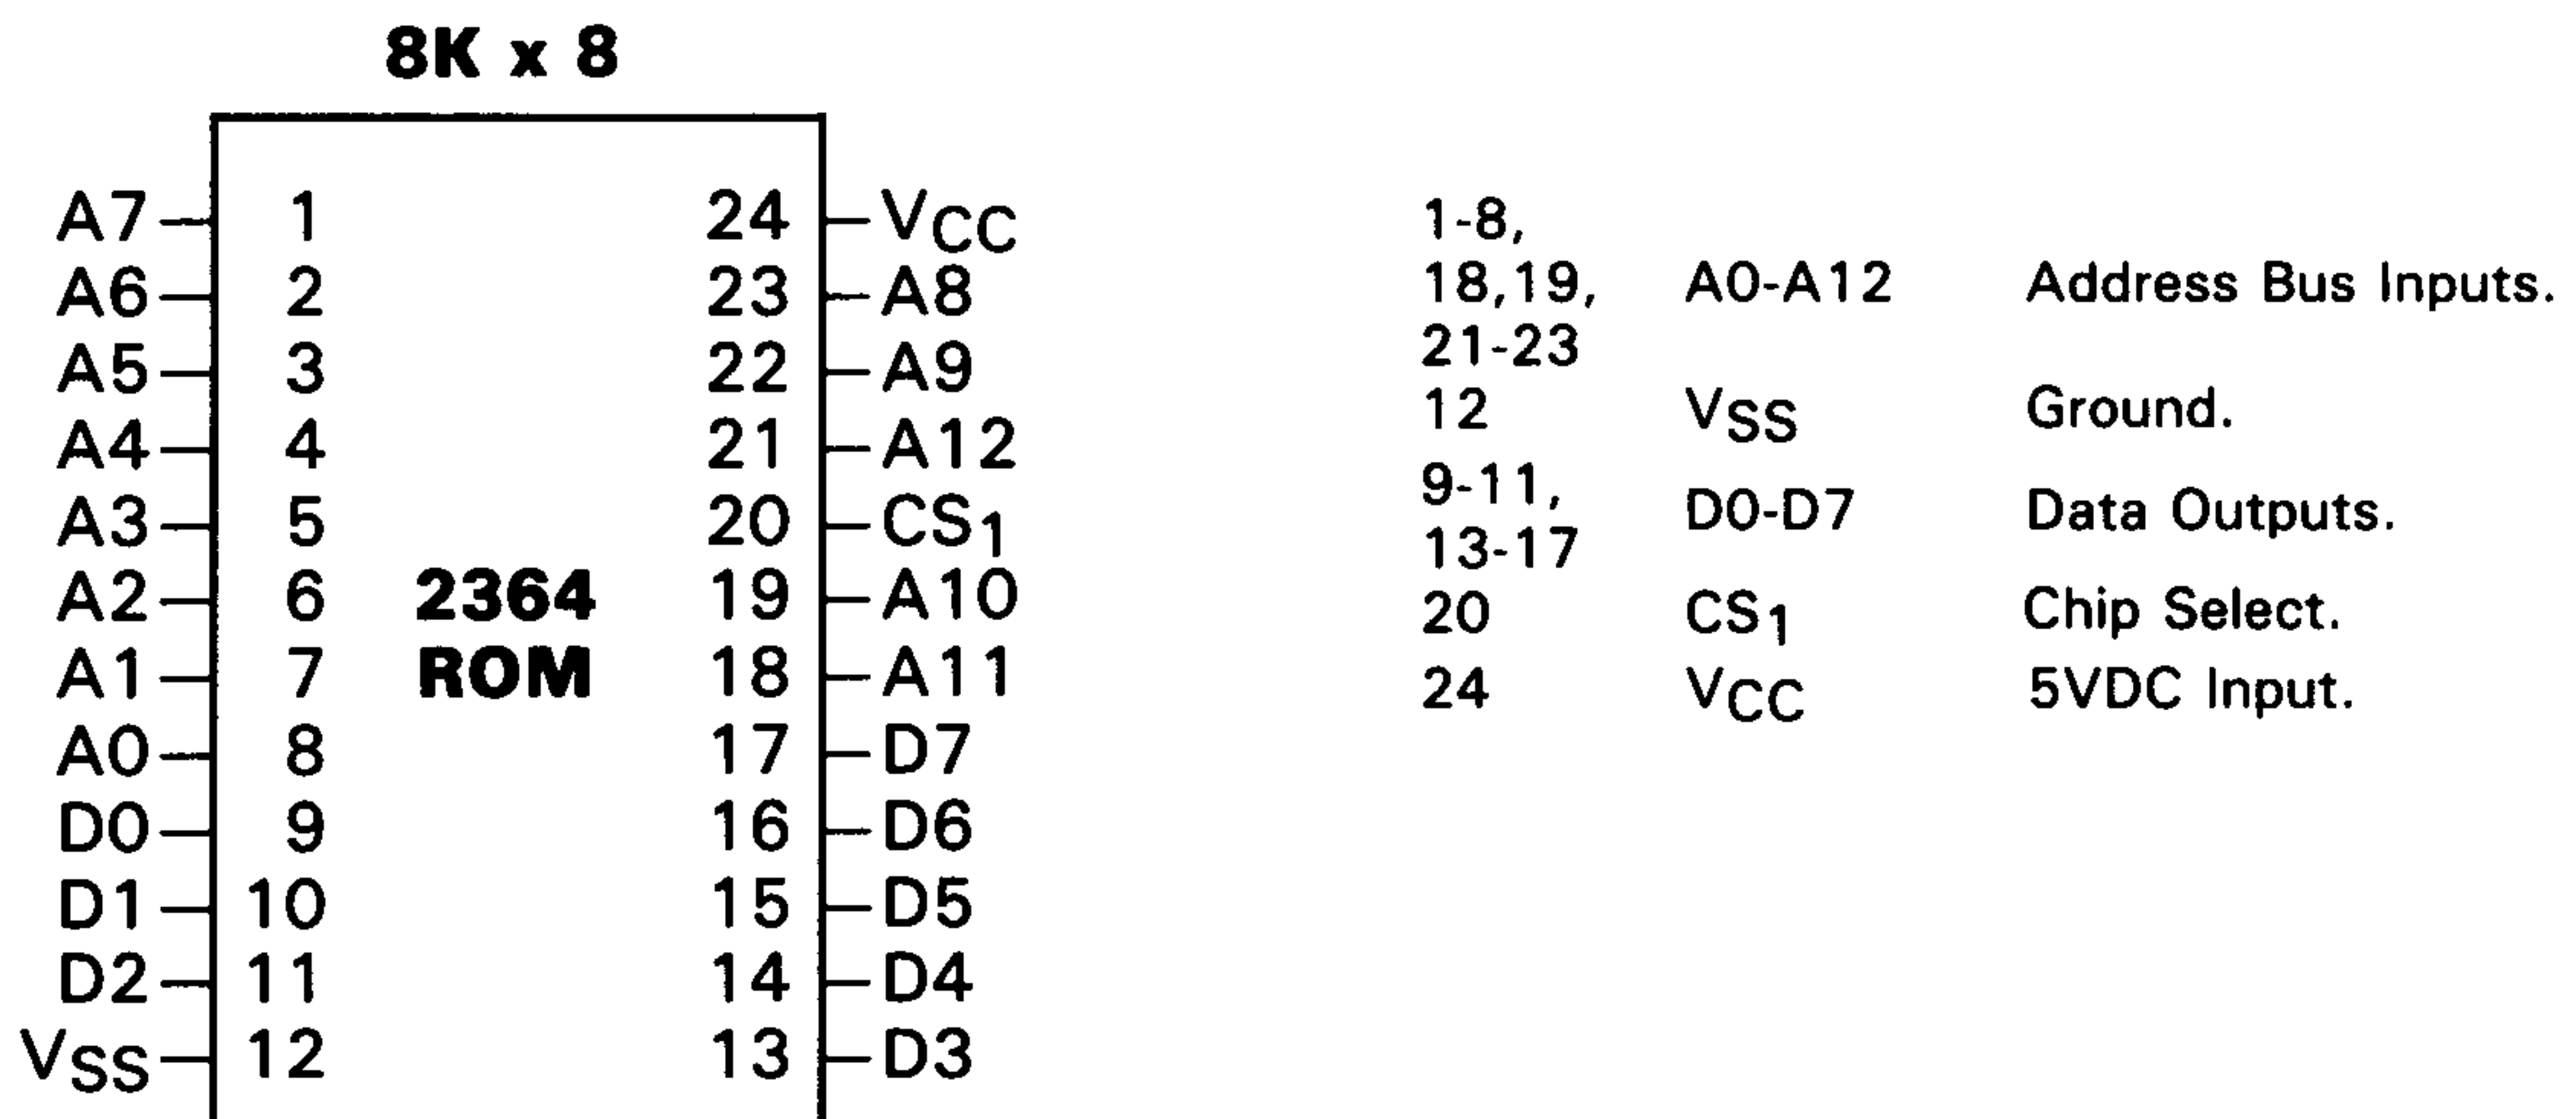 8K x 8
A7 1 24 VCC
A6 2 23 A8
A5 3 22 A9
A4 4 21 A12
A3 5 20 CS1
A2 6 2364 19 A10
A1 7 ROM 18 A11
A0 8 17 D7
D0 9 16 D6
D1 10 15 D5
D2 11 14 D4
VSS 12 13 D3
1-8,
18,19, A0-A12 Address Bus Inputs.
21-23
12 VSS Ground.
9-11,
D0-D7 Data Outputs.
13-17
20 CS1 Chip Select.
24 VCC 5VDC Input.